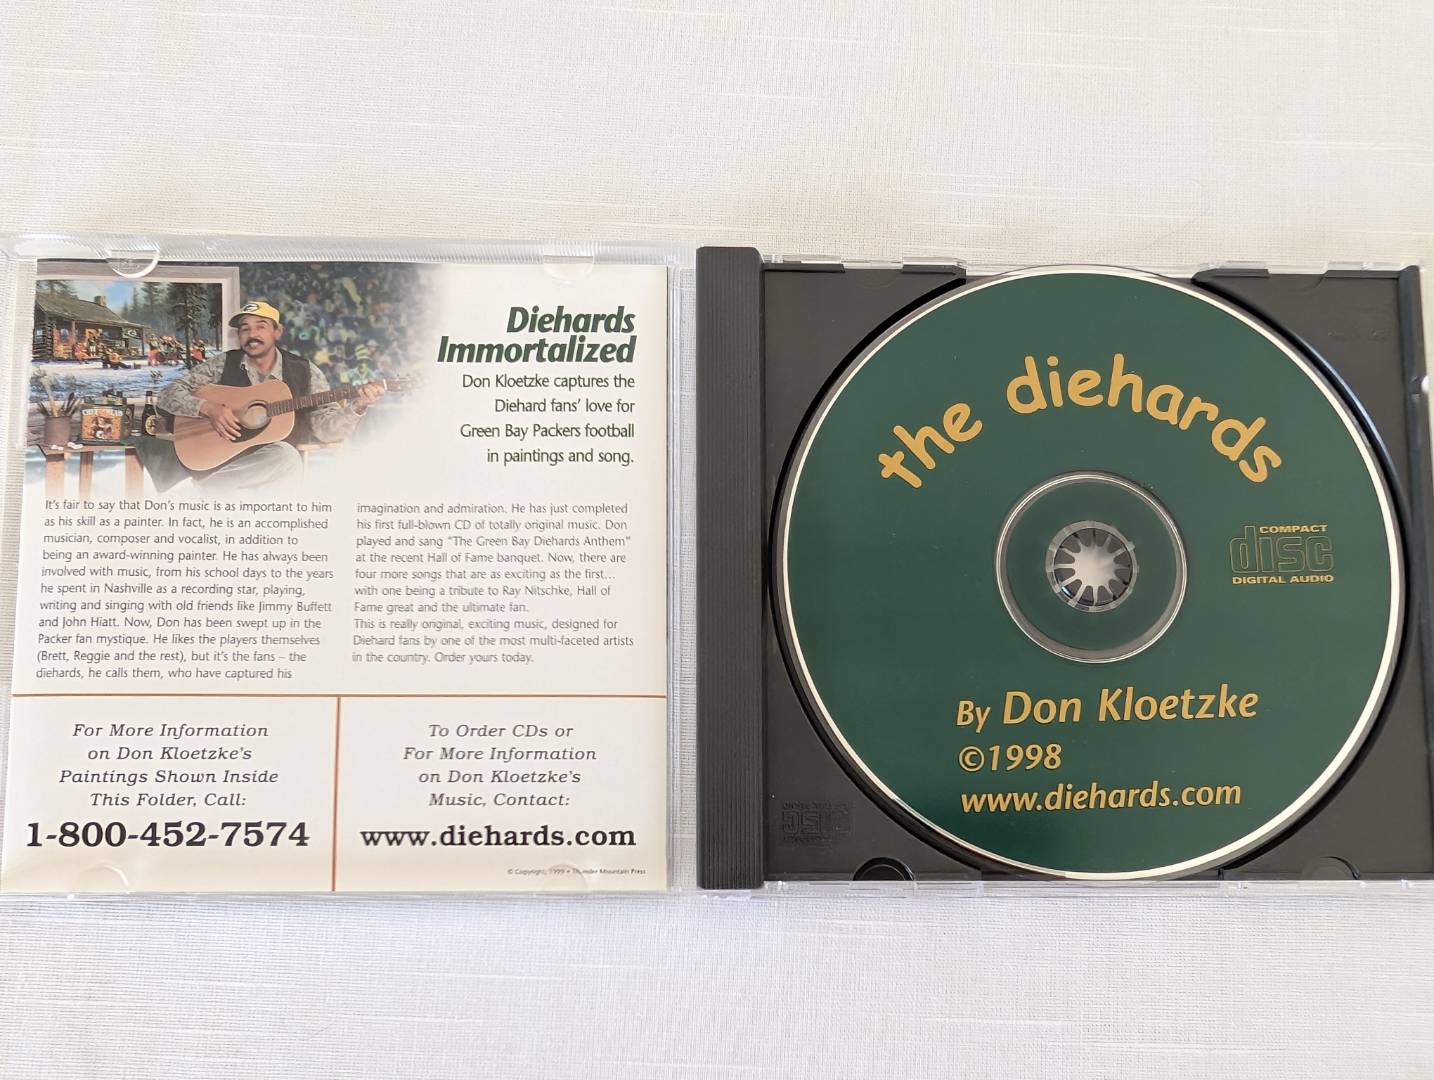 Diehards
Immortalized
Don Kloetzke captures the
Diehard fans' love for
Green Bay Packers football
in paintings and song.
It's fair to say that Don's music is as important to him
as his skill as a painter. In fact, he is an accomplished
musician, composer and vocalist, in addition to
being an award-winning painter. He has always been
involved with music, from his school days to the years
he spent in Nashville as a recording star, playing,
writing and singing with old friends like Jimmy Buffett
and John Hiatt. Now, Don has been swept up in the
Packer fan mystique. He likes the players themselves
(Brett, Reggie and the rest), but it's the fans – the
diehards, he calls them, who have captured his
imagination and admiration. He has just completed
his first full-blown CD of totally original music. Don
played and sang "The Green Bay Diehards Anthem"
at the recent Hall of Fame banquet. Now, there are
four more songs that are as exciting as the first...
with one being a tribute to Ray Nitschke, Hall of
Fame great and the ultimate fan.
This is really original, exciting music, designed for
Diehard fans by one of the most multi-faceted artists
in the country. Order yours today.
For More Information
on Don Kloetzke's
Paintings Shown Inside
This Folder, Call:
1-800-452-7574
To Order CDs or
For More Information
on Don Kloetzke's
Music, Contact:
www.diehards.com
© Copyright, 1999 • Thunder Mountain Press
the diehards
COMPACT
disc
DIGITAL AUDIO
By Don Kloetzke
©1998
www.diehards.com